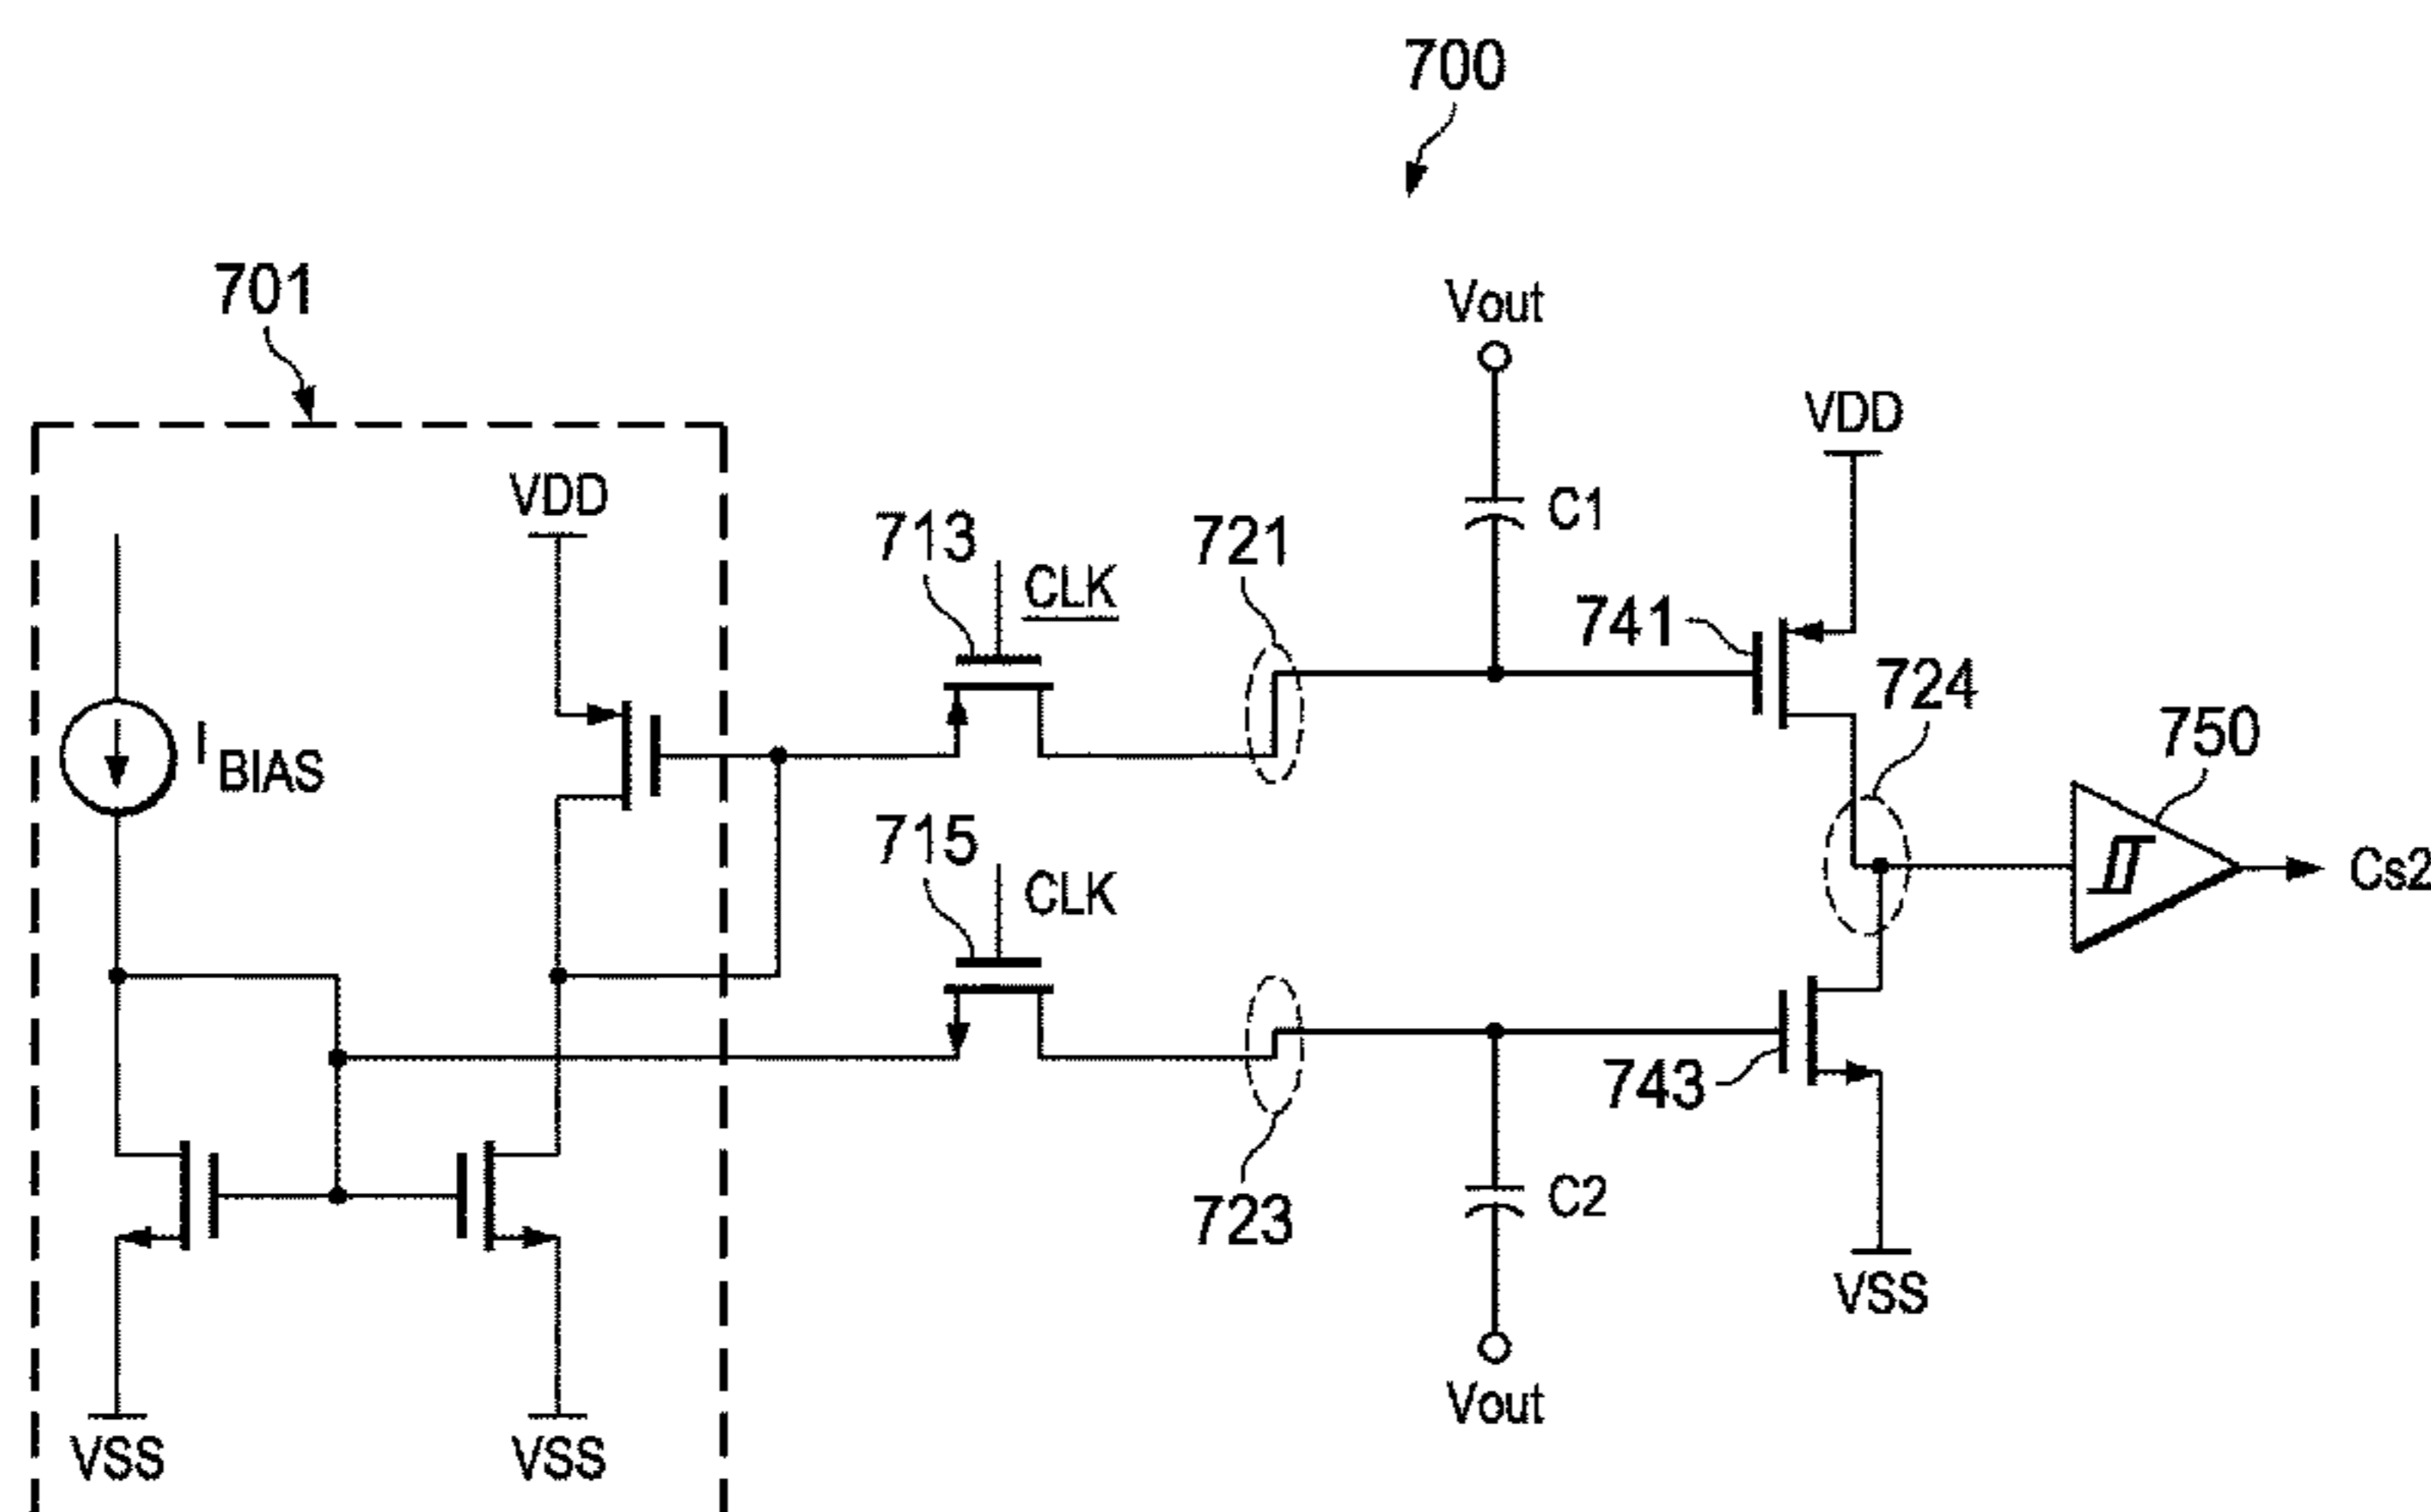 700
701
Vout
VDD
VDD
C1
713
CLK
721
741
724
750
IBIAS
715
CLK
Cs2
743
723
C2
VSS
Vout
VSS
VSS